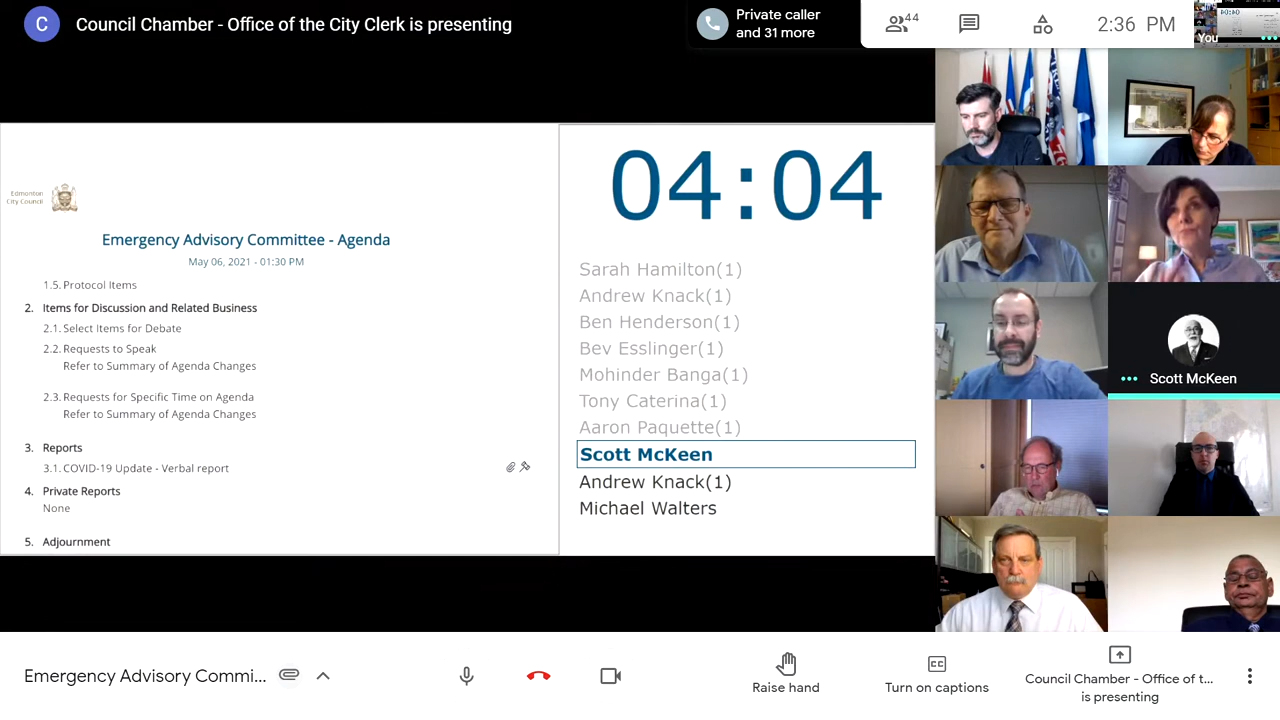 C
Council Chamber - Office of the City Clerk is presenting
Private caller
and 31 more
44
2:36 PM
04:04
You
Edmonton
City Council
Emergency Advisory Committee - Agenda
May 06, 2021 - 01:30 PM
1.5. Protocol Items
2. Items for Discussion and Related Business
2.1. Select Items for Debate
2.2. Requests to Speak
Refer to Summary of Agenda Changes
2.3. Requests for Specific Time on Agenda
Refer to Summary of Agenda Changes
3. Reports
3.1. COVID-19 Update - Verbal report
4. Private Reports
None
5. Adjournment
04:04
Sarah Hamilton(1)
Andrew Knack(1)
Ben Henderson(1)
Bev Esslinger(1)
Mohinder Banga(1)
Tony Caterina(1)
Aaron Paquette(1)
Scott McKeen
Andrew Knack(1)
Michael Walters
Scott McKeen
Emergency Advisory Commi...
Raise hand
CC
Turn on captions
Council Chamber - Office of t...
is presenting